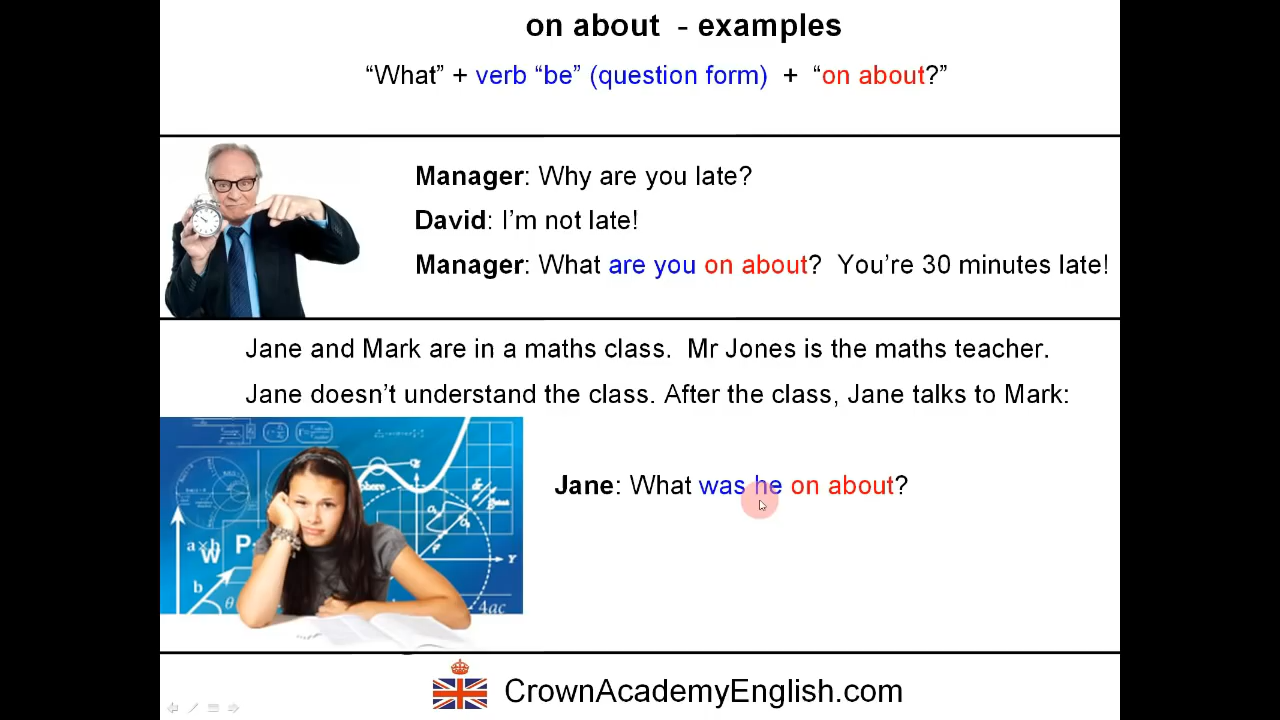 on about - examples
“What” + verb “be” (question form) + “on about?”
Manager: Why are you late?
David: I’m not late!
Manager: What are you on about? You’re 30 minutes late!
Jane and Mark are in a maths class. Mr Jones is the maths teacher.
Jane doesn’t understand the class. After the class, Jane talks to Mark:
Jane: What was he on about?
a×b
W
P
b
θ
Y
4ac
CrownAcademyEnglish.com